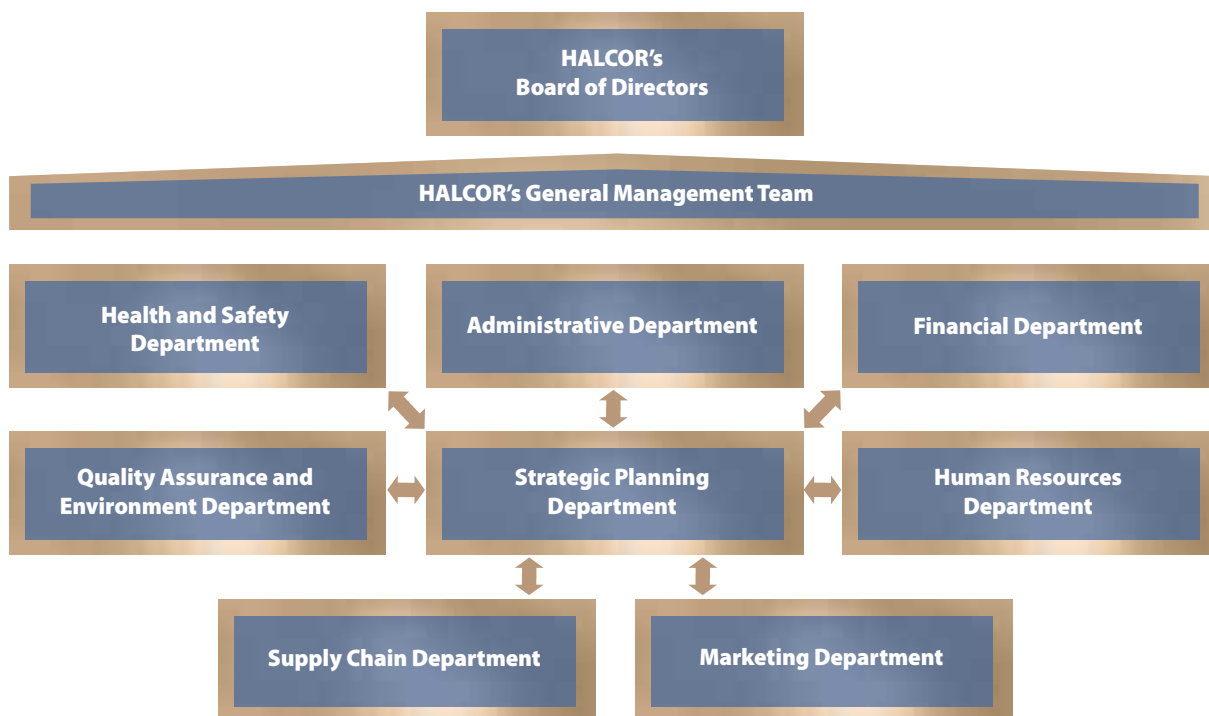 HALCOR's
Board of Directors
HALCOR's General Management Team
Health and Safety
Department
Administrative Department
Financial Department
Quality Assurance and
Environment Department
Strategic Planning
Department
Human Resources
Department
Supply Chain Department
Marketing Department